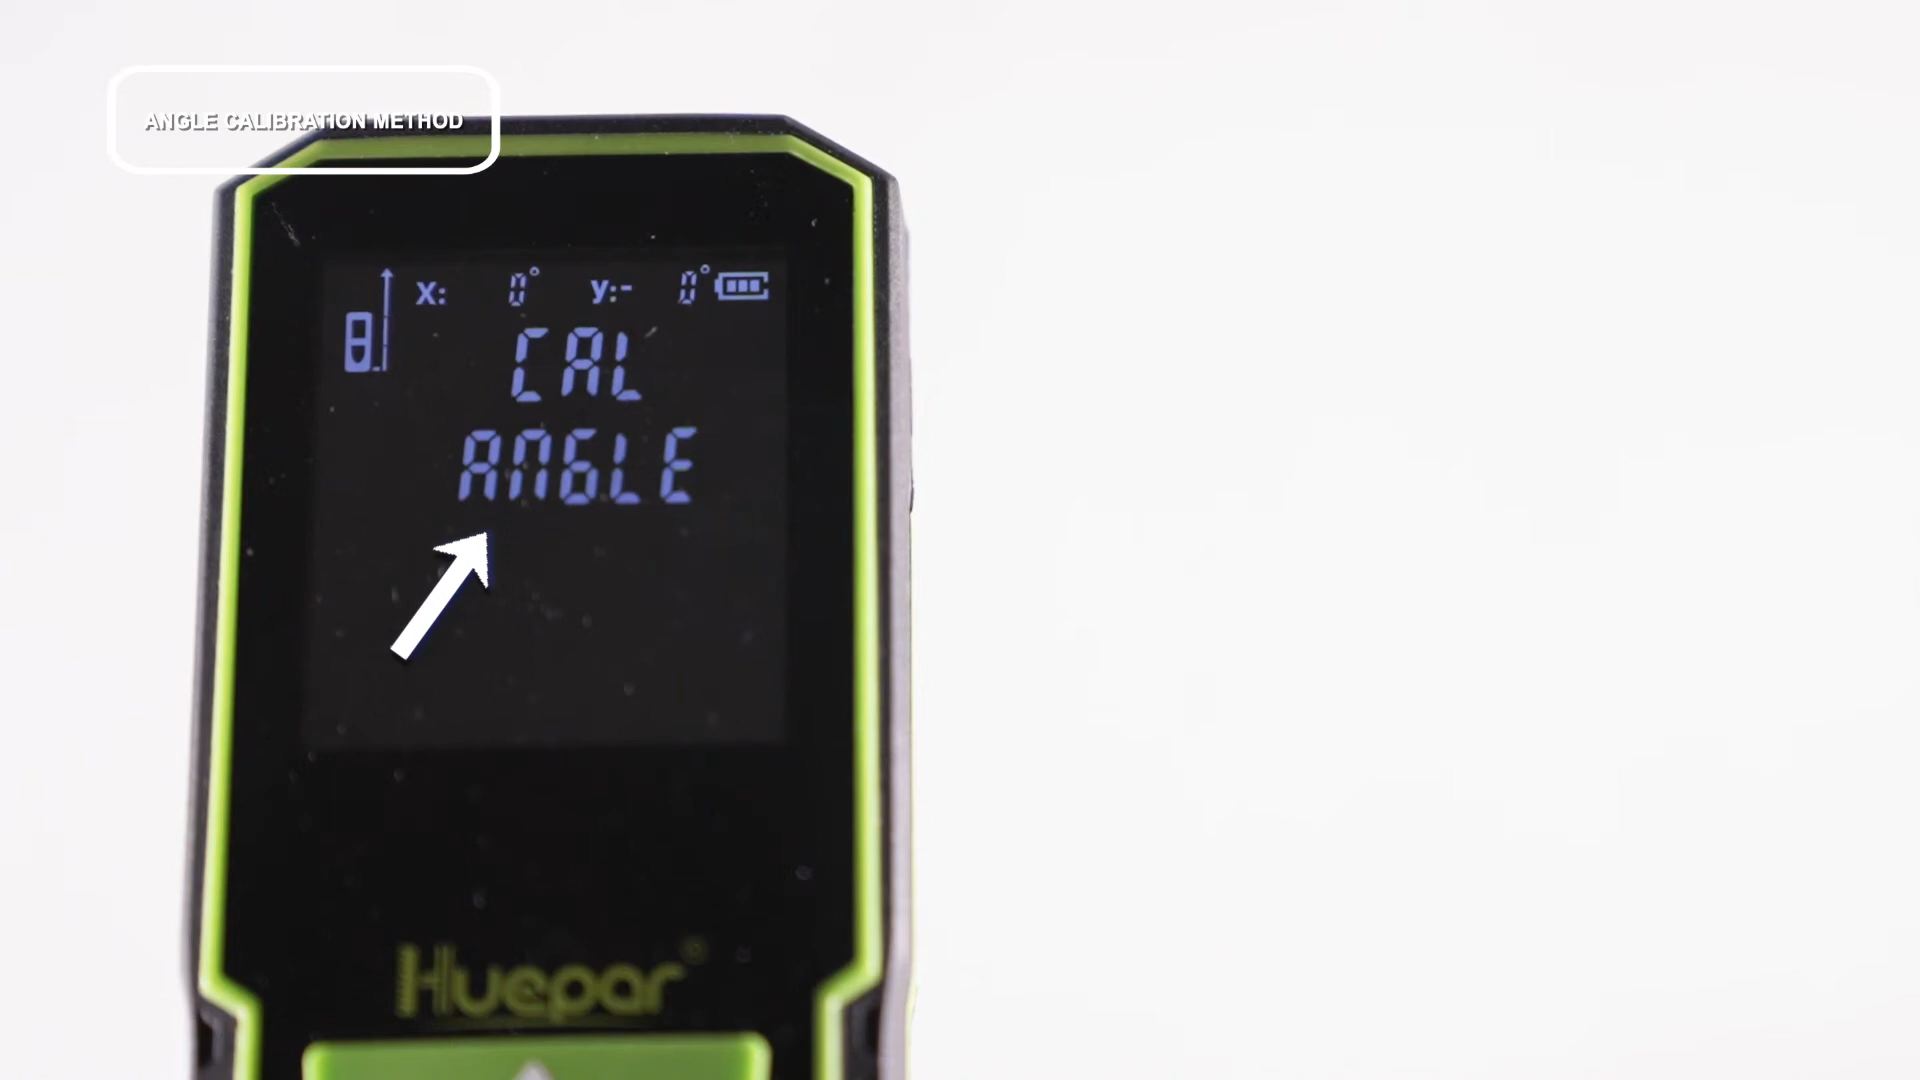 ANGLE CALIBRATION METHOD
X: 0° y:- 0°
CAL
ANGLE
Huepar®